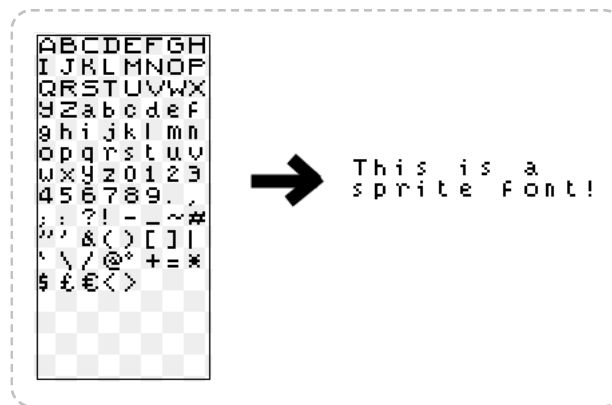 ABCDEFGH
IJKLMNOP
QRSTUVWX
YZabcdef
ghijklmn
opqrstuv
wxyz0123
456789.,
;:?!-_~#
"'&()[]|
`\/@°+=*
$£€<>
This is a
sprite font!